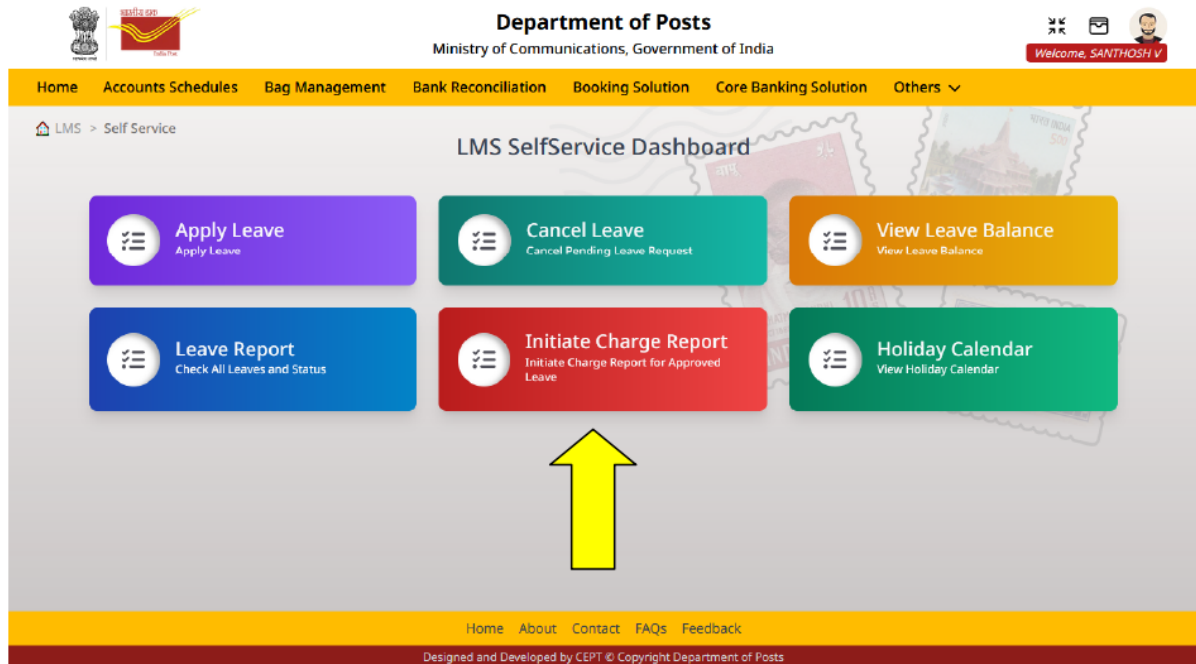 भारतीय डाक
India Post
Department of Posts
Ministry of Communications, Government of India
Welcome, SANTHOSH V
Home Accounts Schedules Bag Management Bank Reconciliation Booking Solution Core Banking Solution Others
LMS > Self Service
LMS SelfService Dashboard
Apply Leave
Apply Leave
Cancel Leave
Cancel Pending Leave Request
View Leave Balance
View Leave Balance
Leave Report
Check All Leaves and Status
Initiate Charge Report
Initiate Charge Report for Approved
Leave
Holiday Calendar
View Holiday Calendar
Home About Contact FAQs Feedback
Designed and Developed by CEPT © Copyright Department of Posts